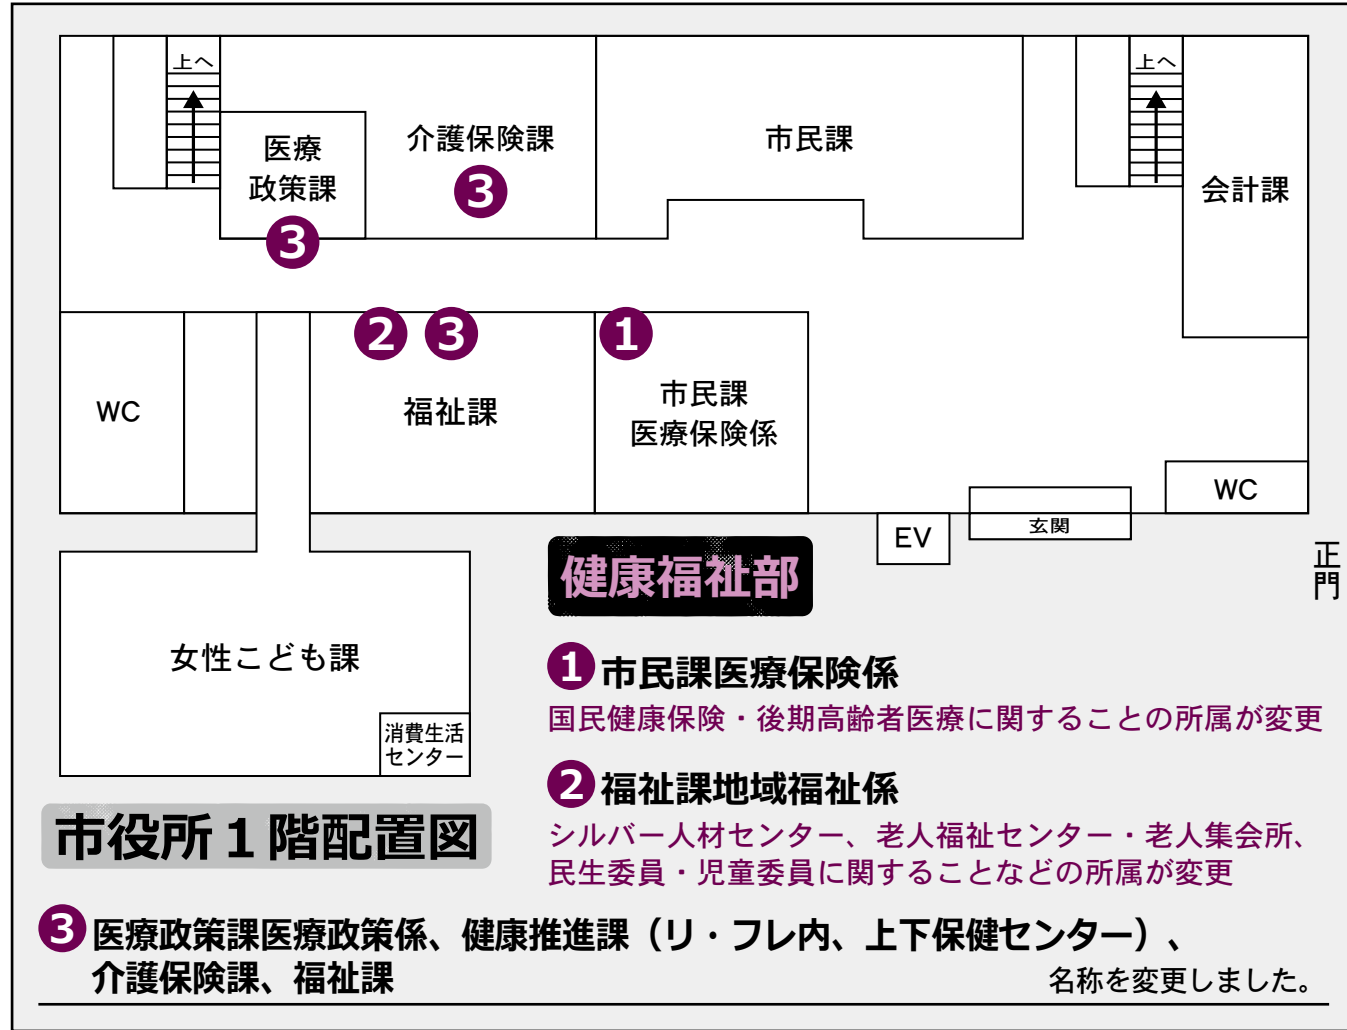 上へ
上へ
医療
政策課
3
介護保険課
3
市民課
会計課
2
3
1
WC
福祉課
市民課
医療保険係
WC
EV
玄関
正門
女性こども課
消費生活
センター
市役所1階配置図
健康福祉部
1 市民課医療保険係
国民健康保険・後期高齢者医療に関することの所属が変更
2 福祉課地域福祉係
シルバー人材センター、老人福祉センター・老人集会所、
民生委員・児童委員に関することなどの所属が変更
3 医療政策課医療政策係、健康推進課（リ・フレ内、上下保健センター）、
介護保険課、福祉課
名称を変更しました。